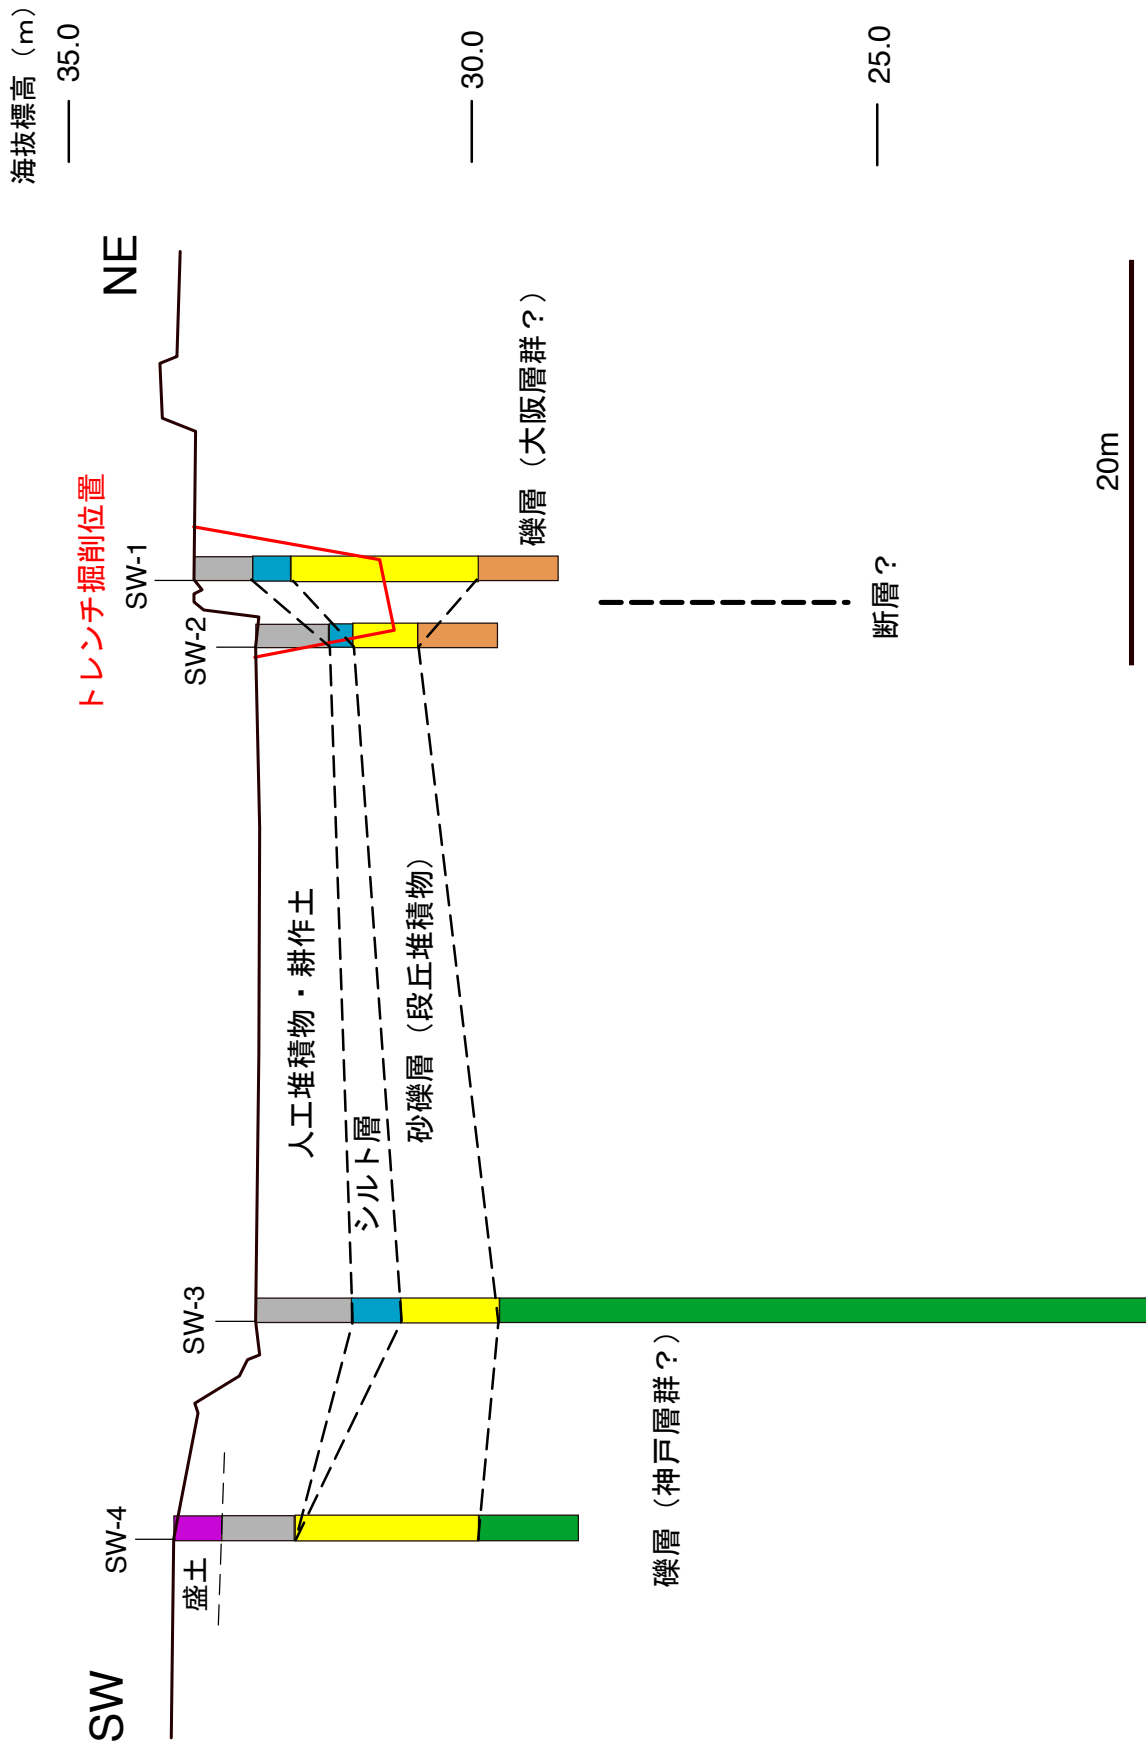 海抜標高（m）
35.0
30.0
25.0
SW
NE
トレンチ掘削位置
SW-4
SW-3
SW-2
SW-1
盛土
人工堆積物・耕作土
シルト層
砂礫層（段丘堆積物）
礫層（大阪層群？）
礫層（神戸層群？）
断層？
20m